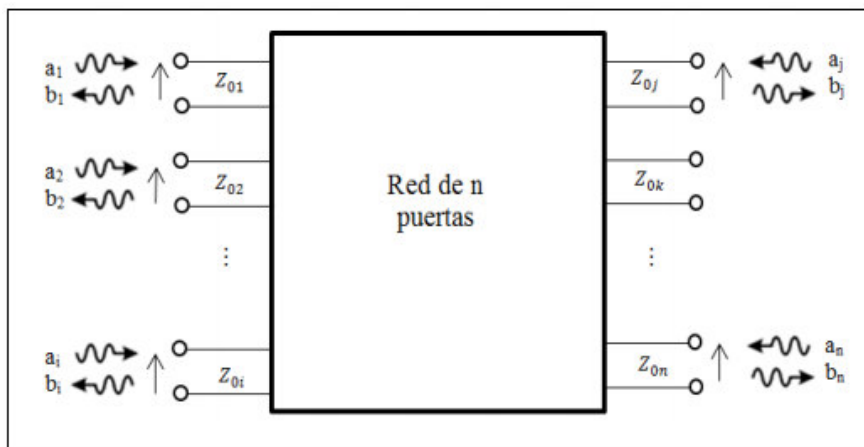 a₁
b₁
Z₀₁
a₂
b₂
Z₀₂
⋮
aᵢ
bᵢ
Z₀ᵢ
Red de n
puertas
Z₀ⱼ
aⱼ
bⱼ
Z₀ₖ
⋮
Z₀ₙ
aₙ
bₙ